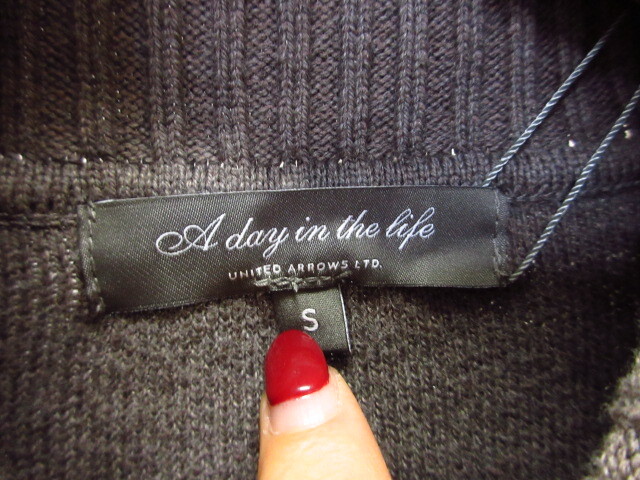 A day in the life
UNITED ARROWS LTD.
S